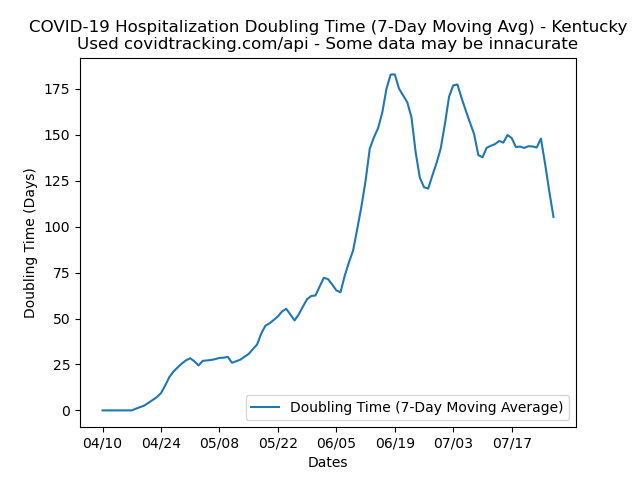 COVID-19 Hospitalization Doubling Time (7-Day Moving Avg) - Kentucky
Used covidtracking.com/api - Some data may be innacurate
175
150
125
100
75
50
25
0
Doubling Time (Days)
Doubling Time (7-Day Moving Average)
04/10 04/24 05/08 05/22 06/05 06/19 07/03 07/17
Dates